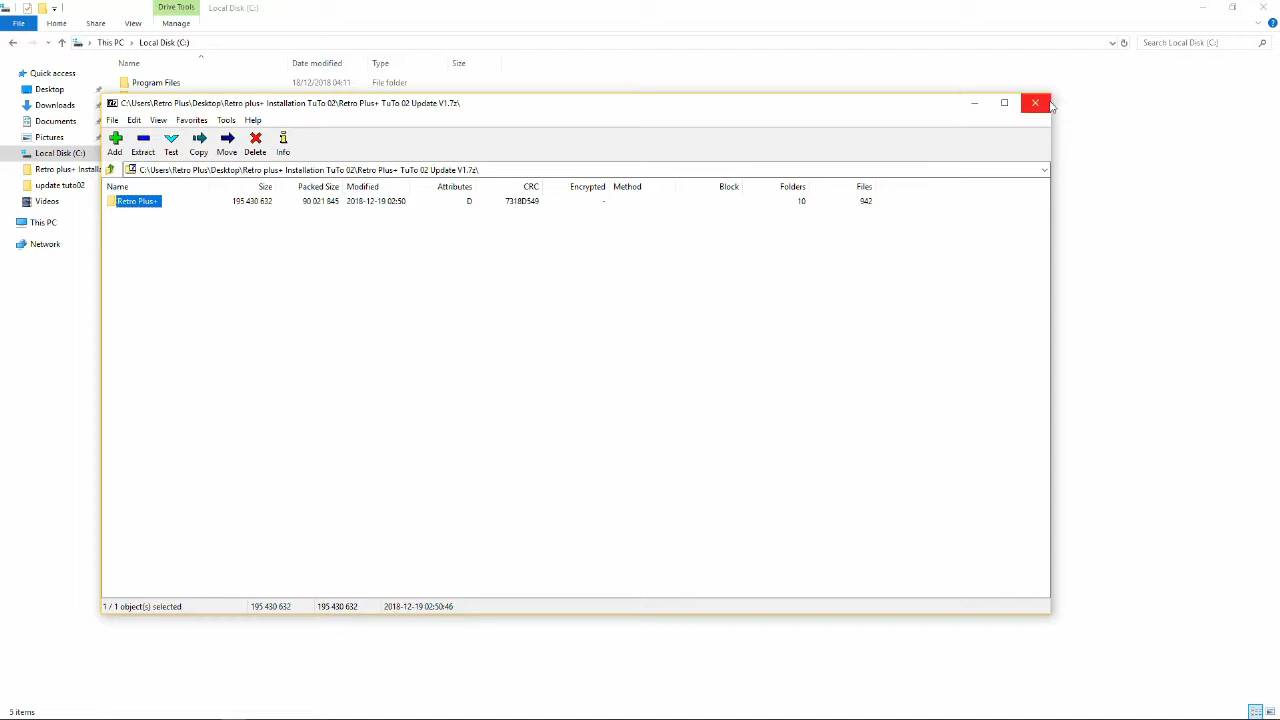 Drive Tools Local Disk (C:)
File Home Share View Manage
This PC Local Disk (C:) Search Local Disk (C:)
Name Date modified Type Size
Quick access
Program Files 18/12/2018 04:11 File folder
Desktop
Downloads
Documents
Pictures
Local Disk (C:)
Retro plus+ Installa
update tuto02
Videos
This PC
Network
C:\Users\Retro Plus\Desktop\Retro plus+ Installation TuTo 02\Retro Plus+ TuTo 02 Update V1.7z\
File Edit View Favorites Tools Help
Add Extract Test Copy Move Delete Info
C:\Users\Retro Plus\Desktop\Retro plus+ Installation TuTo 02\Retro Plus+ TuTo 02 Update V1.7z\
Name Size Packed Size Modified Attributes CRC Encrypted Method Block Folders Files
Retro Plus+ 195 430 632 90 021 845 2018-12-19 02:50 D 7318D549 - 10 942
1 / 1 object(s) selected 195 430 632 195 430 632 2018-12-19 02:50:46
5 items